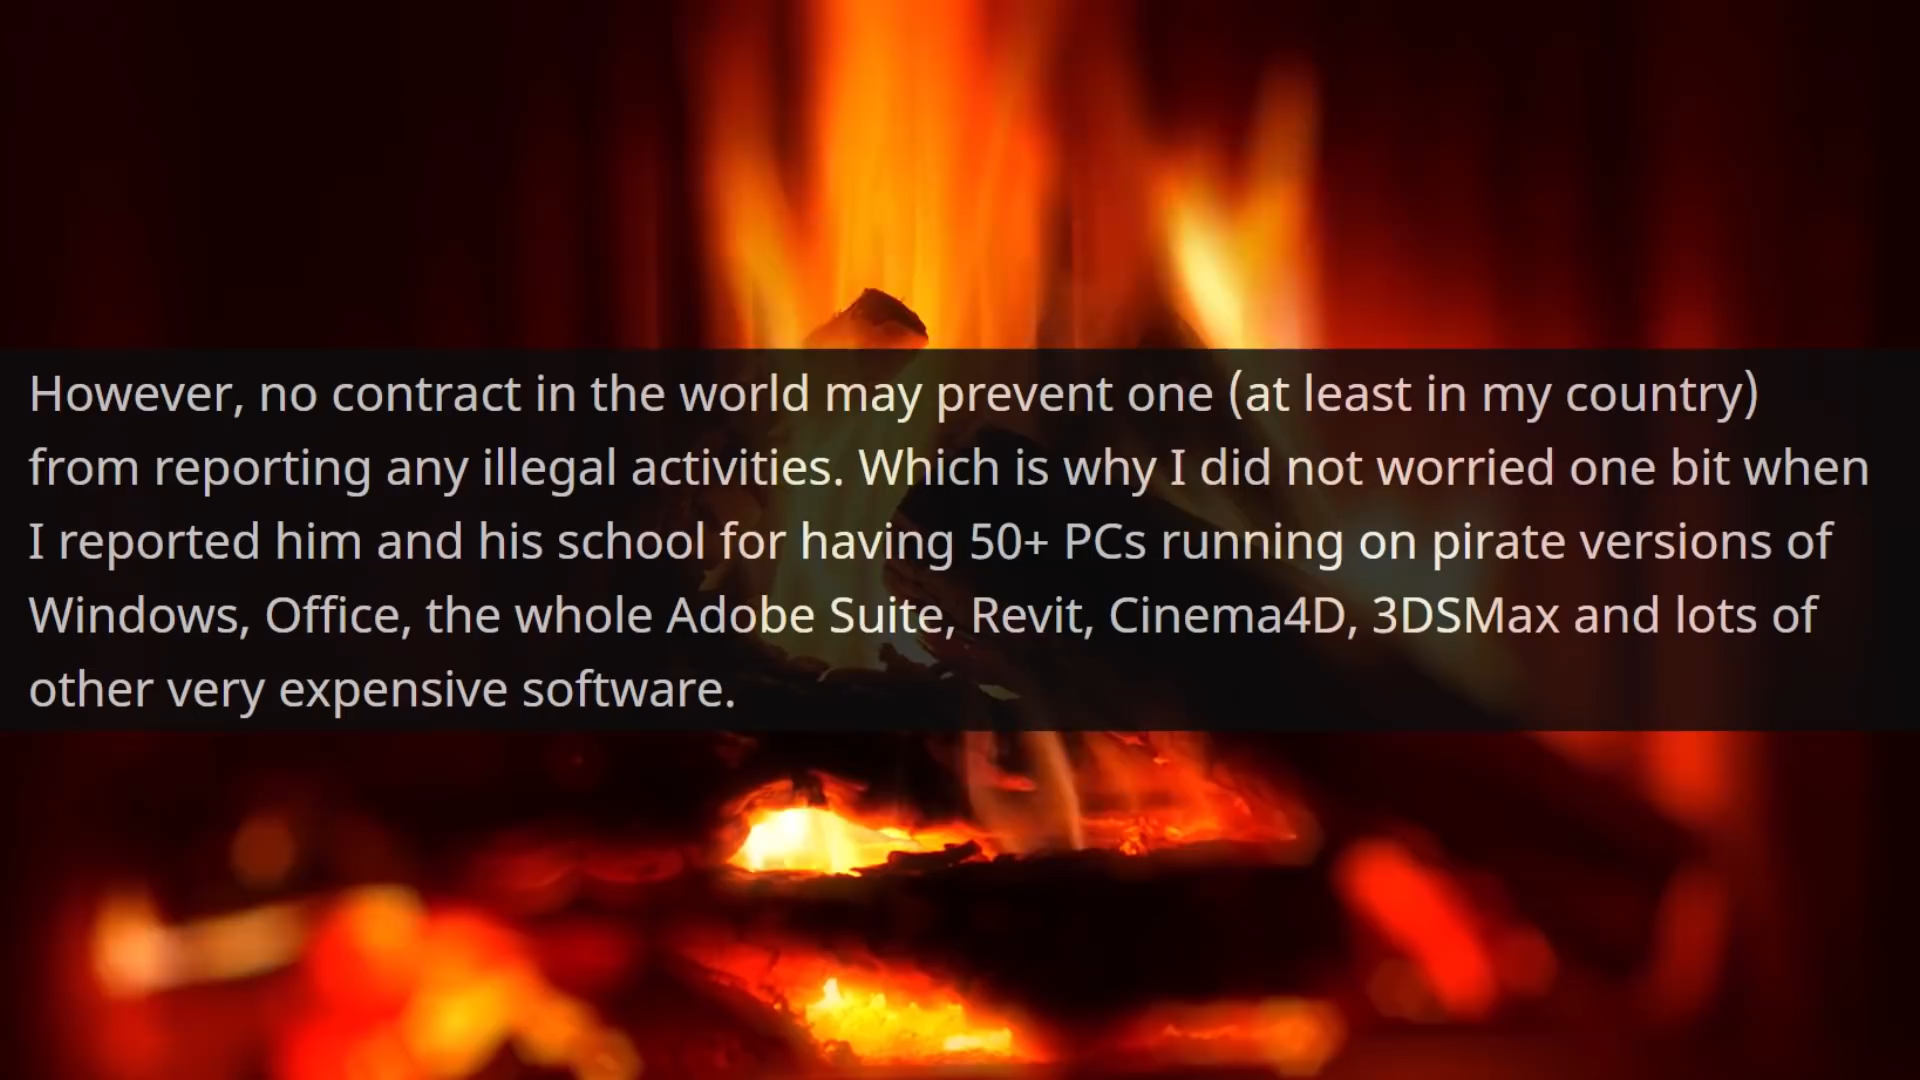 However, no contract in the world may prevent one (at least in my country)
from reporting any illegal activities. Which is why I did not worried one bit when
I reported him and his school for having 50+ PCs running on pirate versions of
Windows, Office, the whole Adobe Suite, Revit, Cinema4D, 3DSMax and lots of
other very expensive software.